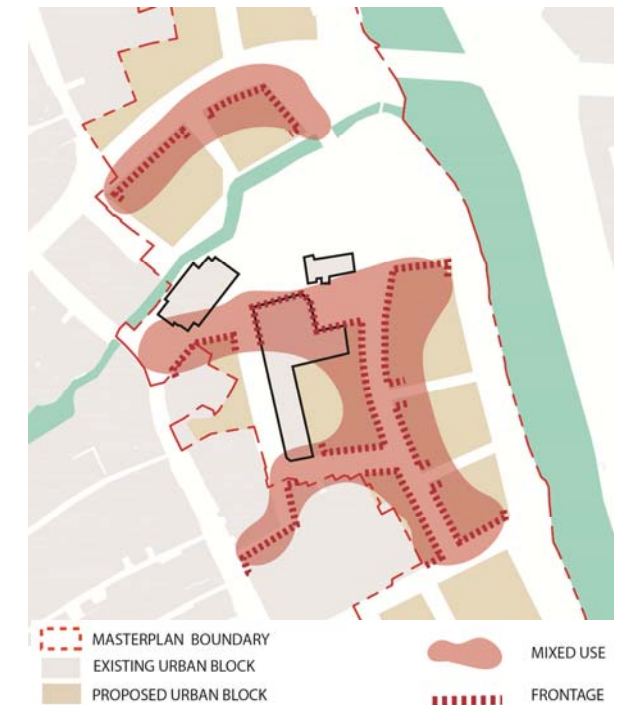 MASTERPLAN BOUNDARY
EXISTING URBAN BLOCK
PROPOSED URBAN BLOCK
MIXED USE
FRONTAGE